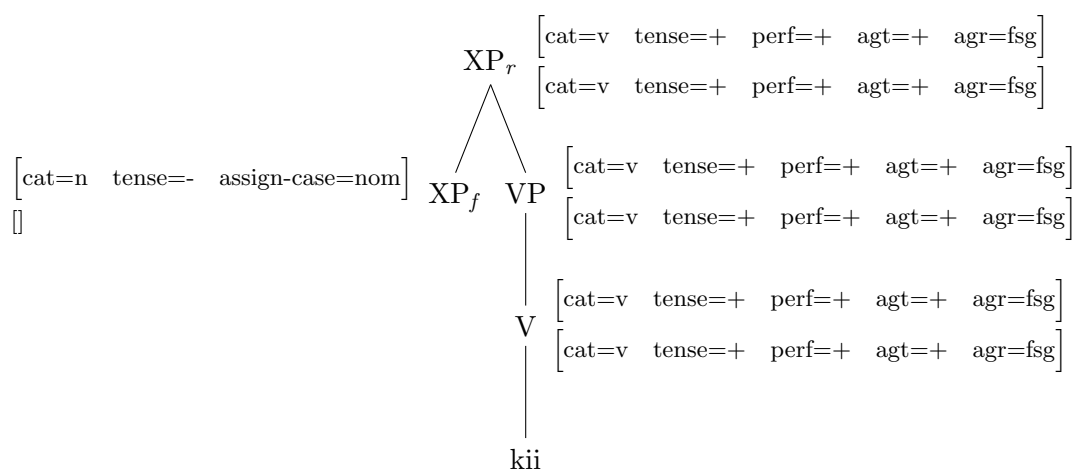 [cat=v tense=+ perf=+ agt=+ agr=fsg]
XP_r
[cat=v tense=+ perf=+ agt=+ agr=fsg]
[cat=n tense=- assign-case=nom]
[]
XP_f VP
[cat=v tense=+ perf=+ agt=+ agr=fsg]
[cat=v tense=+ perf=+ agt=+ agr=fsg]
[cat=v tense=+ perf=+ agt=+ agr=fsg]
V
[cat=v tense=+ perf=+ agt=+ agr=fsg]
kii